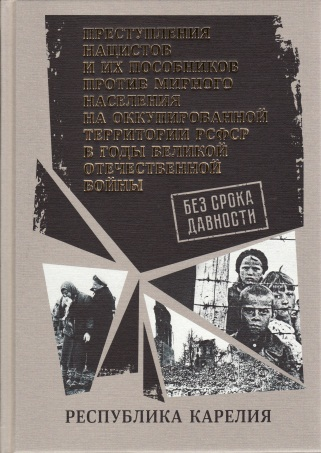 ПРЕСТУПЛЕНИЯ
НАЦИСТОВ
И ИХ ПОСОБНИКОВ
ПРОТИВ МИРНОГО
НАСЕЛЕНИЯ
НА ОККУПИРОВАННОЙ
ТЕРРИТОРИИ РСФСР
В ГОДЫ ВЕЛИКОЙ
ОТЕЧЕСТВЕННОЙ
ВОЙНЫ
БЕЗ СРОКА
ДАВНОСТИ
РЕСПУБЛИКА КАРЕЛИЯ